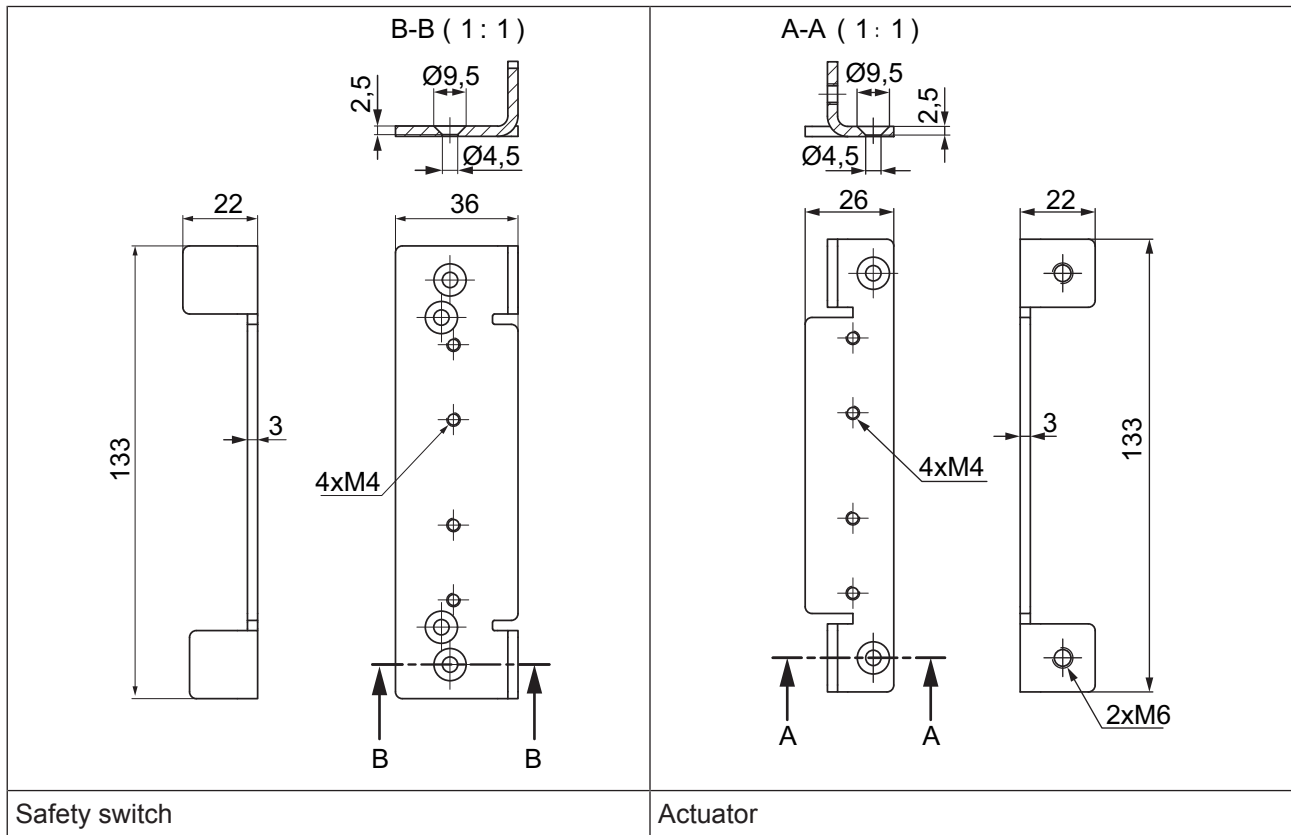 B-B ( 1 : 1 )
2,5
Ø9,5
Ø4,5
22
36
133
3
4xM4
B
B
Safety switch
A-A ( 1 : 1 )
Ø9,5
2,5
Ø4,5
26
22
4xM4
3
133
2xM6
A
A
Actuator